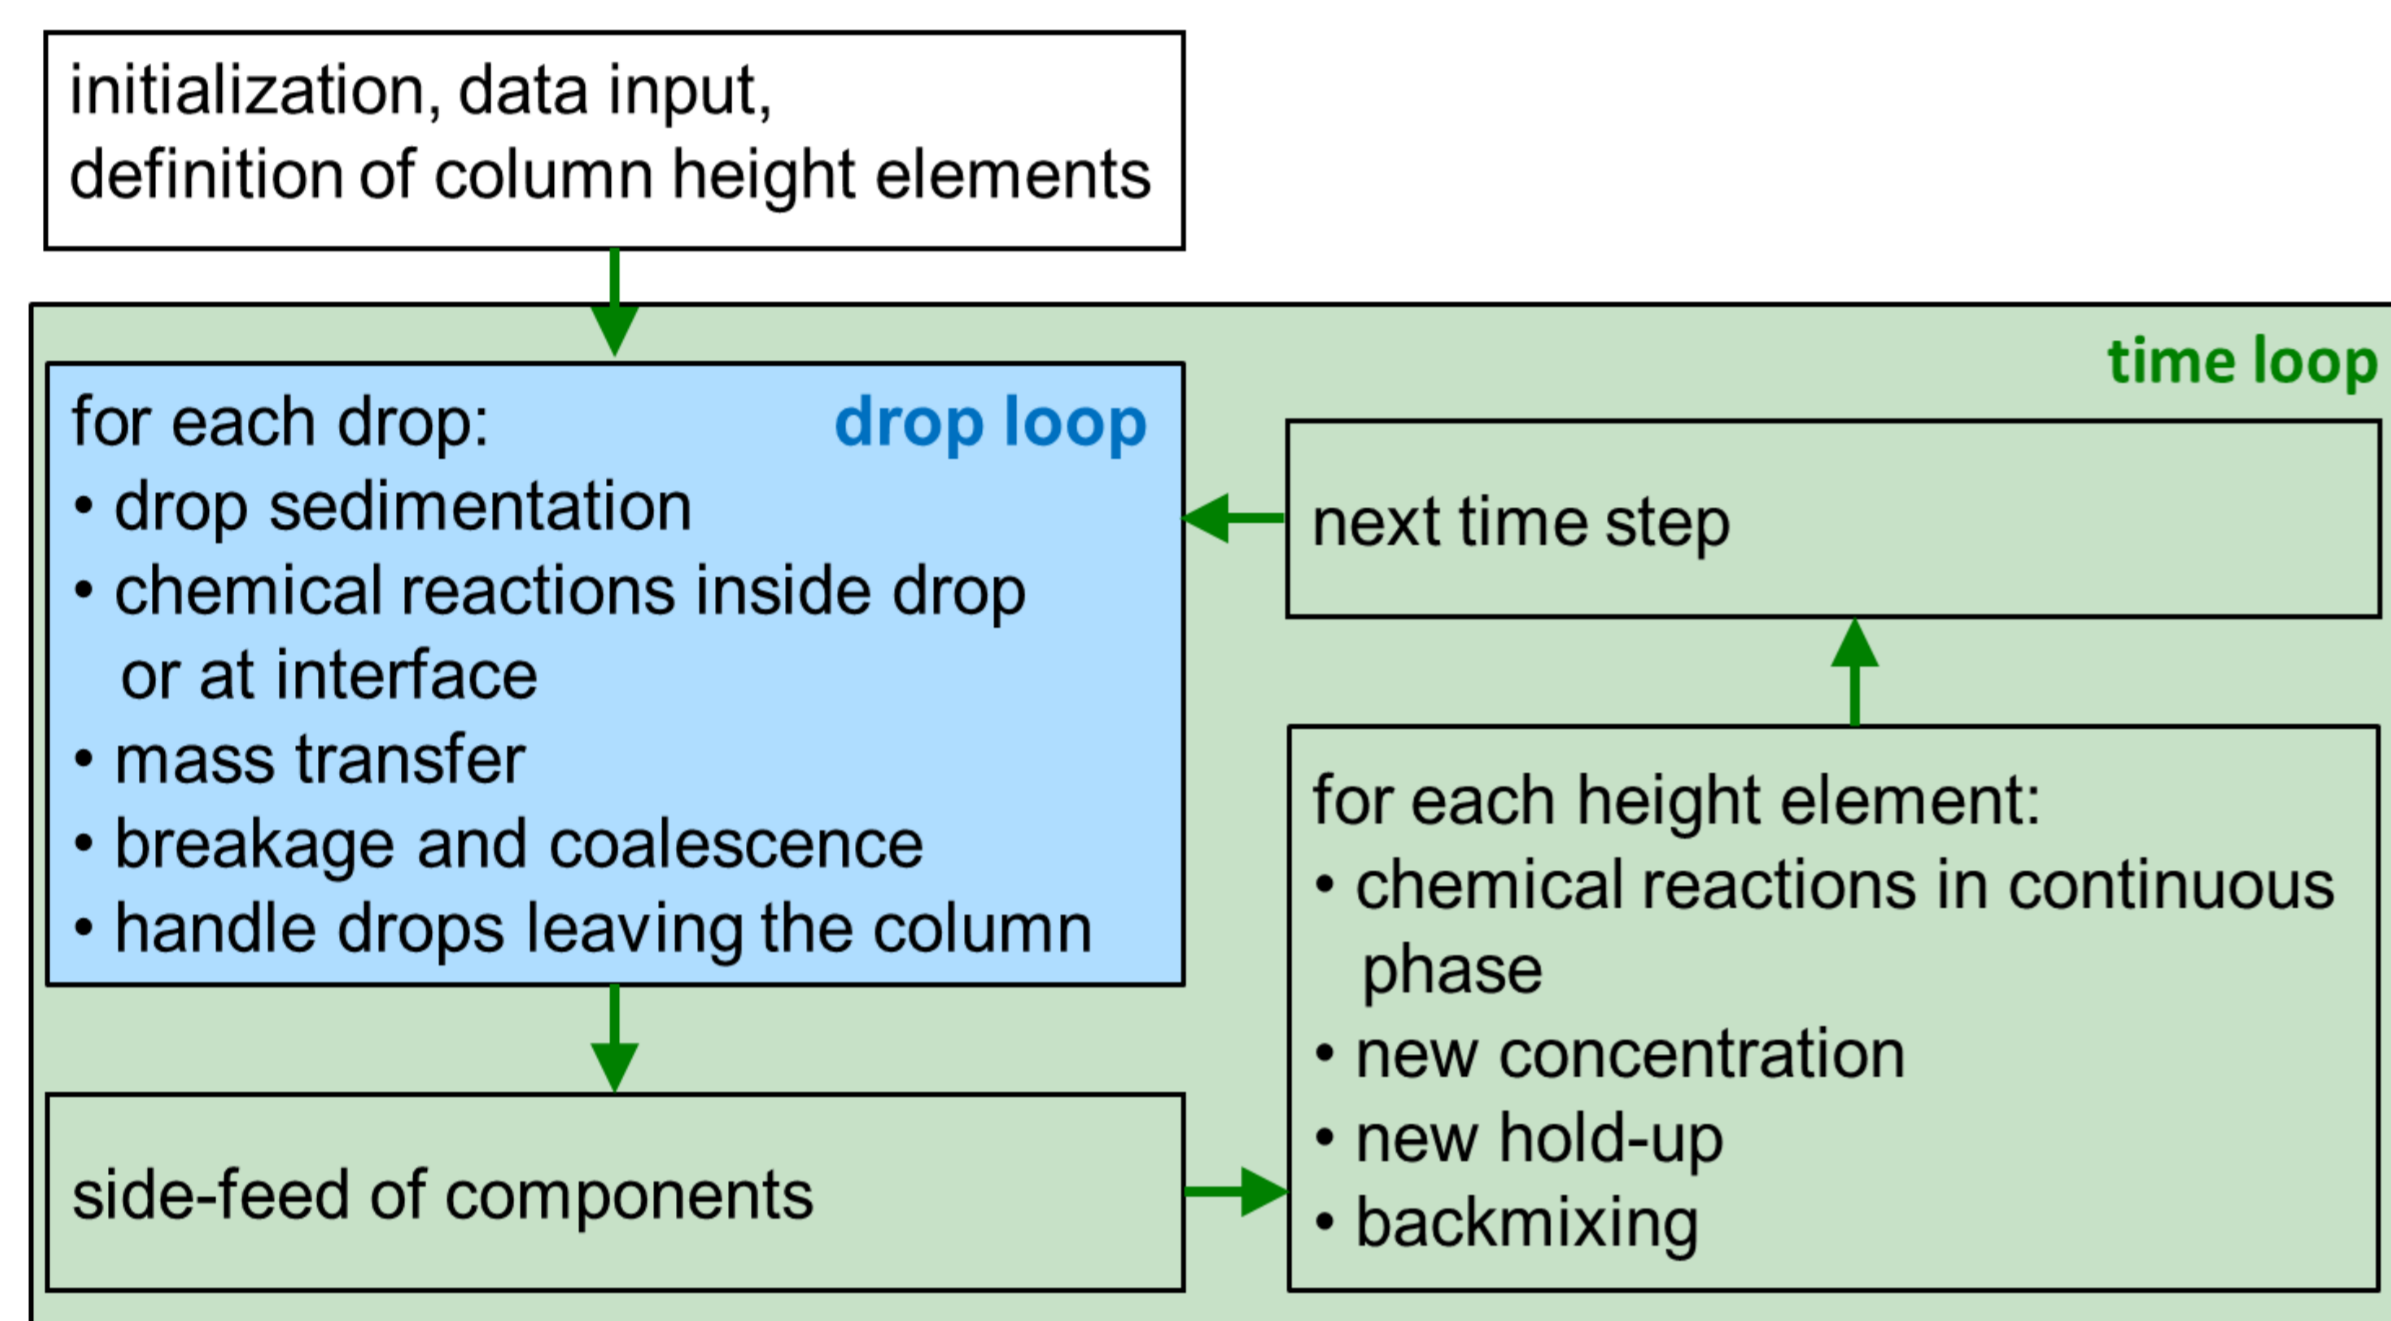 initialization, data input,
definition of column height elements
time loop
for each drop:
drop loop
• drop sedimentation
• chemical reactions inside drop
or at interface
• mass transfer
• breakage and coalescence
• handle drops leaving the column
side-feed of components
for each height element:
• chemical reactions in continuous
phase
• new concentration
• new hold-up
• backmixing
next time step